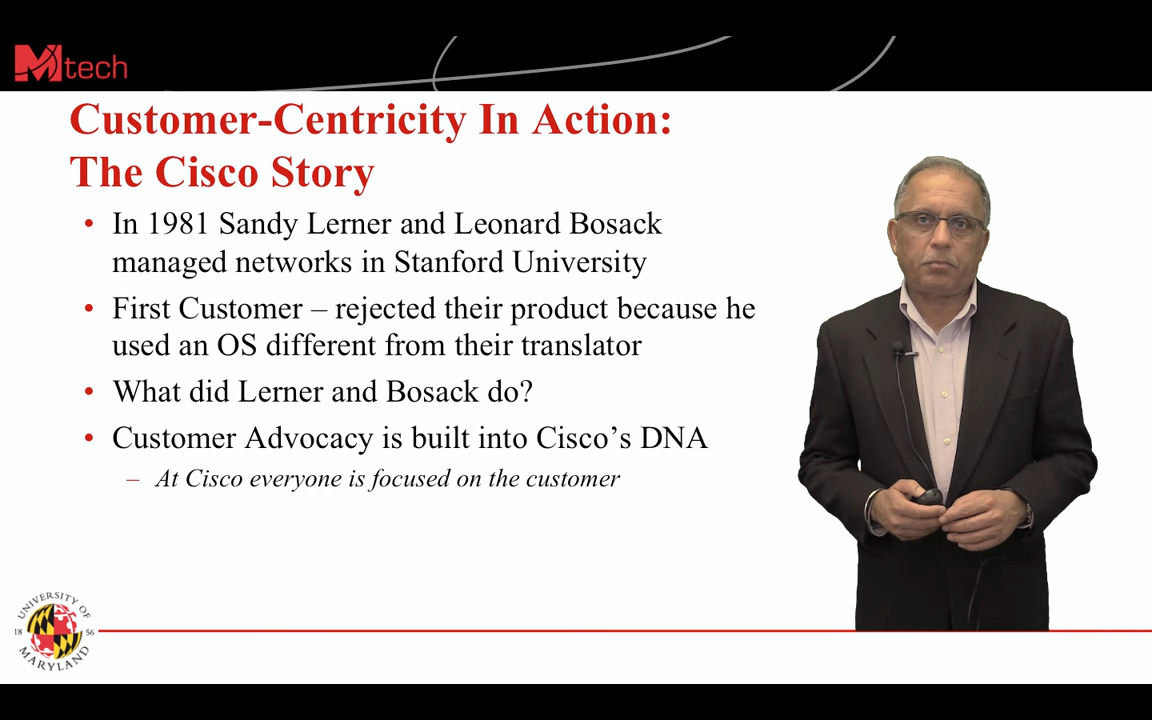 Mtech
Customer-Centricity In Action:
The Cisco Story
• In 1981 Sandy Lerner and Leonard Bosack
managed networks in Stanford University
• First Customer – rejected their product because he
used an OS different from their translator
• What did Lerner and Bosack do?
• Customer Advocacy is built into Cisco’s DNA
– At Cisco everyone is focused on the customer
UNIVERSITY OF
18 56
MARYLAND